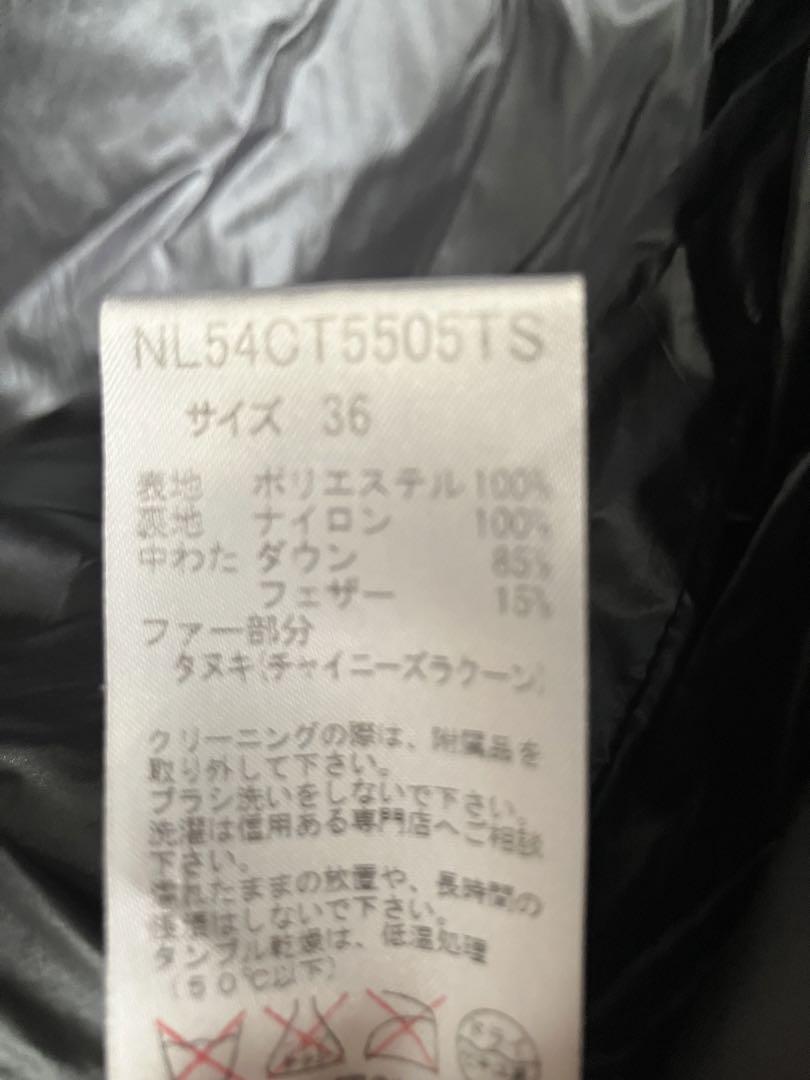 NL54CT5505TS
サイズ 36
表地 ポリエステル 100%
裏地 ナイロン 100%
中わた ダウン 85%
フェザー 15%
ファー部分
タヌキ(チャイニーズラクーン)
クリーニングの際は、附属品を
取り外して下さい。
ブラシ洗いをしないで下さい。
洗濯は信用ある専門店へご相談
下さい。
濡れたままの放置や、長時間の
浸漬はしないで下さい。
タンブル乾燥は、低温処理
(60℃以下)
ドライ